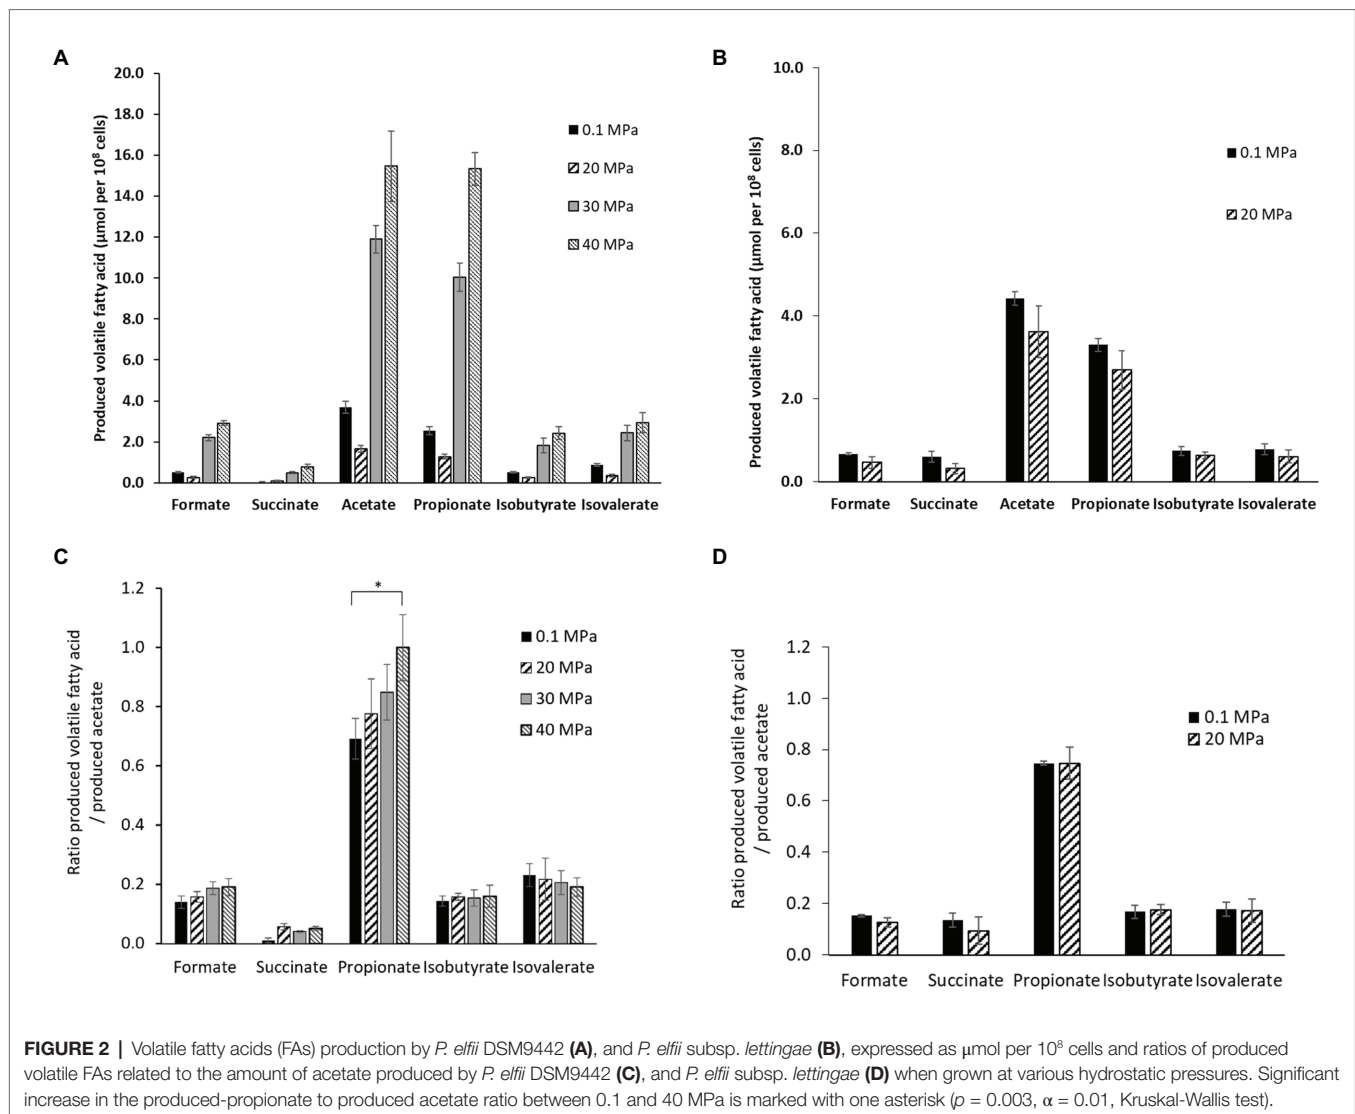 A
Produced volatile fatty acid (µmol per 10⁸ cells)
20.0
18.0
16.0
14.0
12.0
10.0
8.0
6.0
4.0
2.0
0.0
0.1 MPa
20 MPa
30 MPa
40 MPa
Formate Succinate Acetate Propionate Isobutyrate Isovalerate
B
Produced volatile fatty acid (µmol per 10⁸ cells)
10.0
8.0
6.0
4.0
2.0
0.0
0.1 MPa
20 MPa
Formate Succinate Acetate Propionate Isobutyrate Isovalerate
C
Ratio produced volatile fatty acid
/ produced acetate
1.2
1.0
0.8
0.6
0.4
0.2
0.0
*
0.1 MPa
20 MPa
30 MPa
40 MPa
Formate Succinate Propionate Isobutyrate Isovalerate
D
Ratio produced volatile fatty acid
/ produced acetate
1.2
1.0
0.8
0.6
0.4
0.2
0.0
0.1 MPa
20 MPa
Formate Succinate Propionate Isobutyrate Isovalerate
FIGURE 2 | Volatile fatty acids (FAs) production by P. elfii DSM9442 (A), and P. elfii subsp. lettingae (B), expressed as µmol per 10⁸ cells and ratios of produced
volatile FAs related to the amount of acetate produced by P. elfii DSM9442 (C), and P. elfii subsp. lettingae (D) when grown at various hydrostatic pressures. Significant
increase in the produced-propionate to produced acetate ratio between 0.1 and 40 MPa is marked with one asterisk (p = 0.003, α = 0.01, Kruskal-Wallis test).